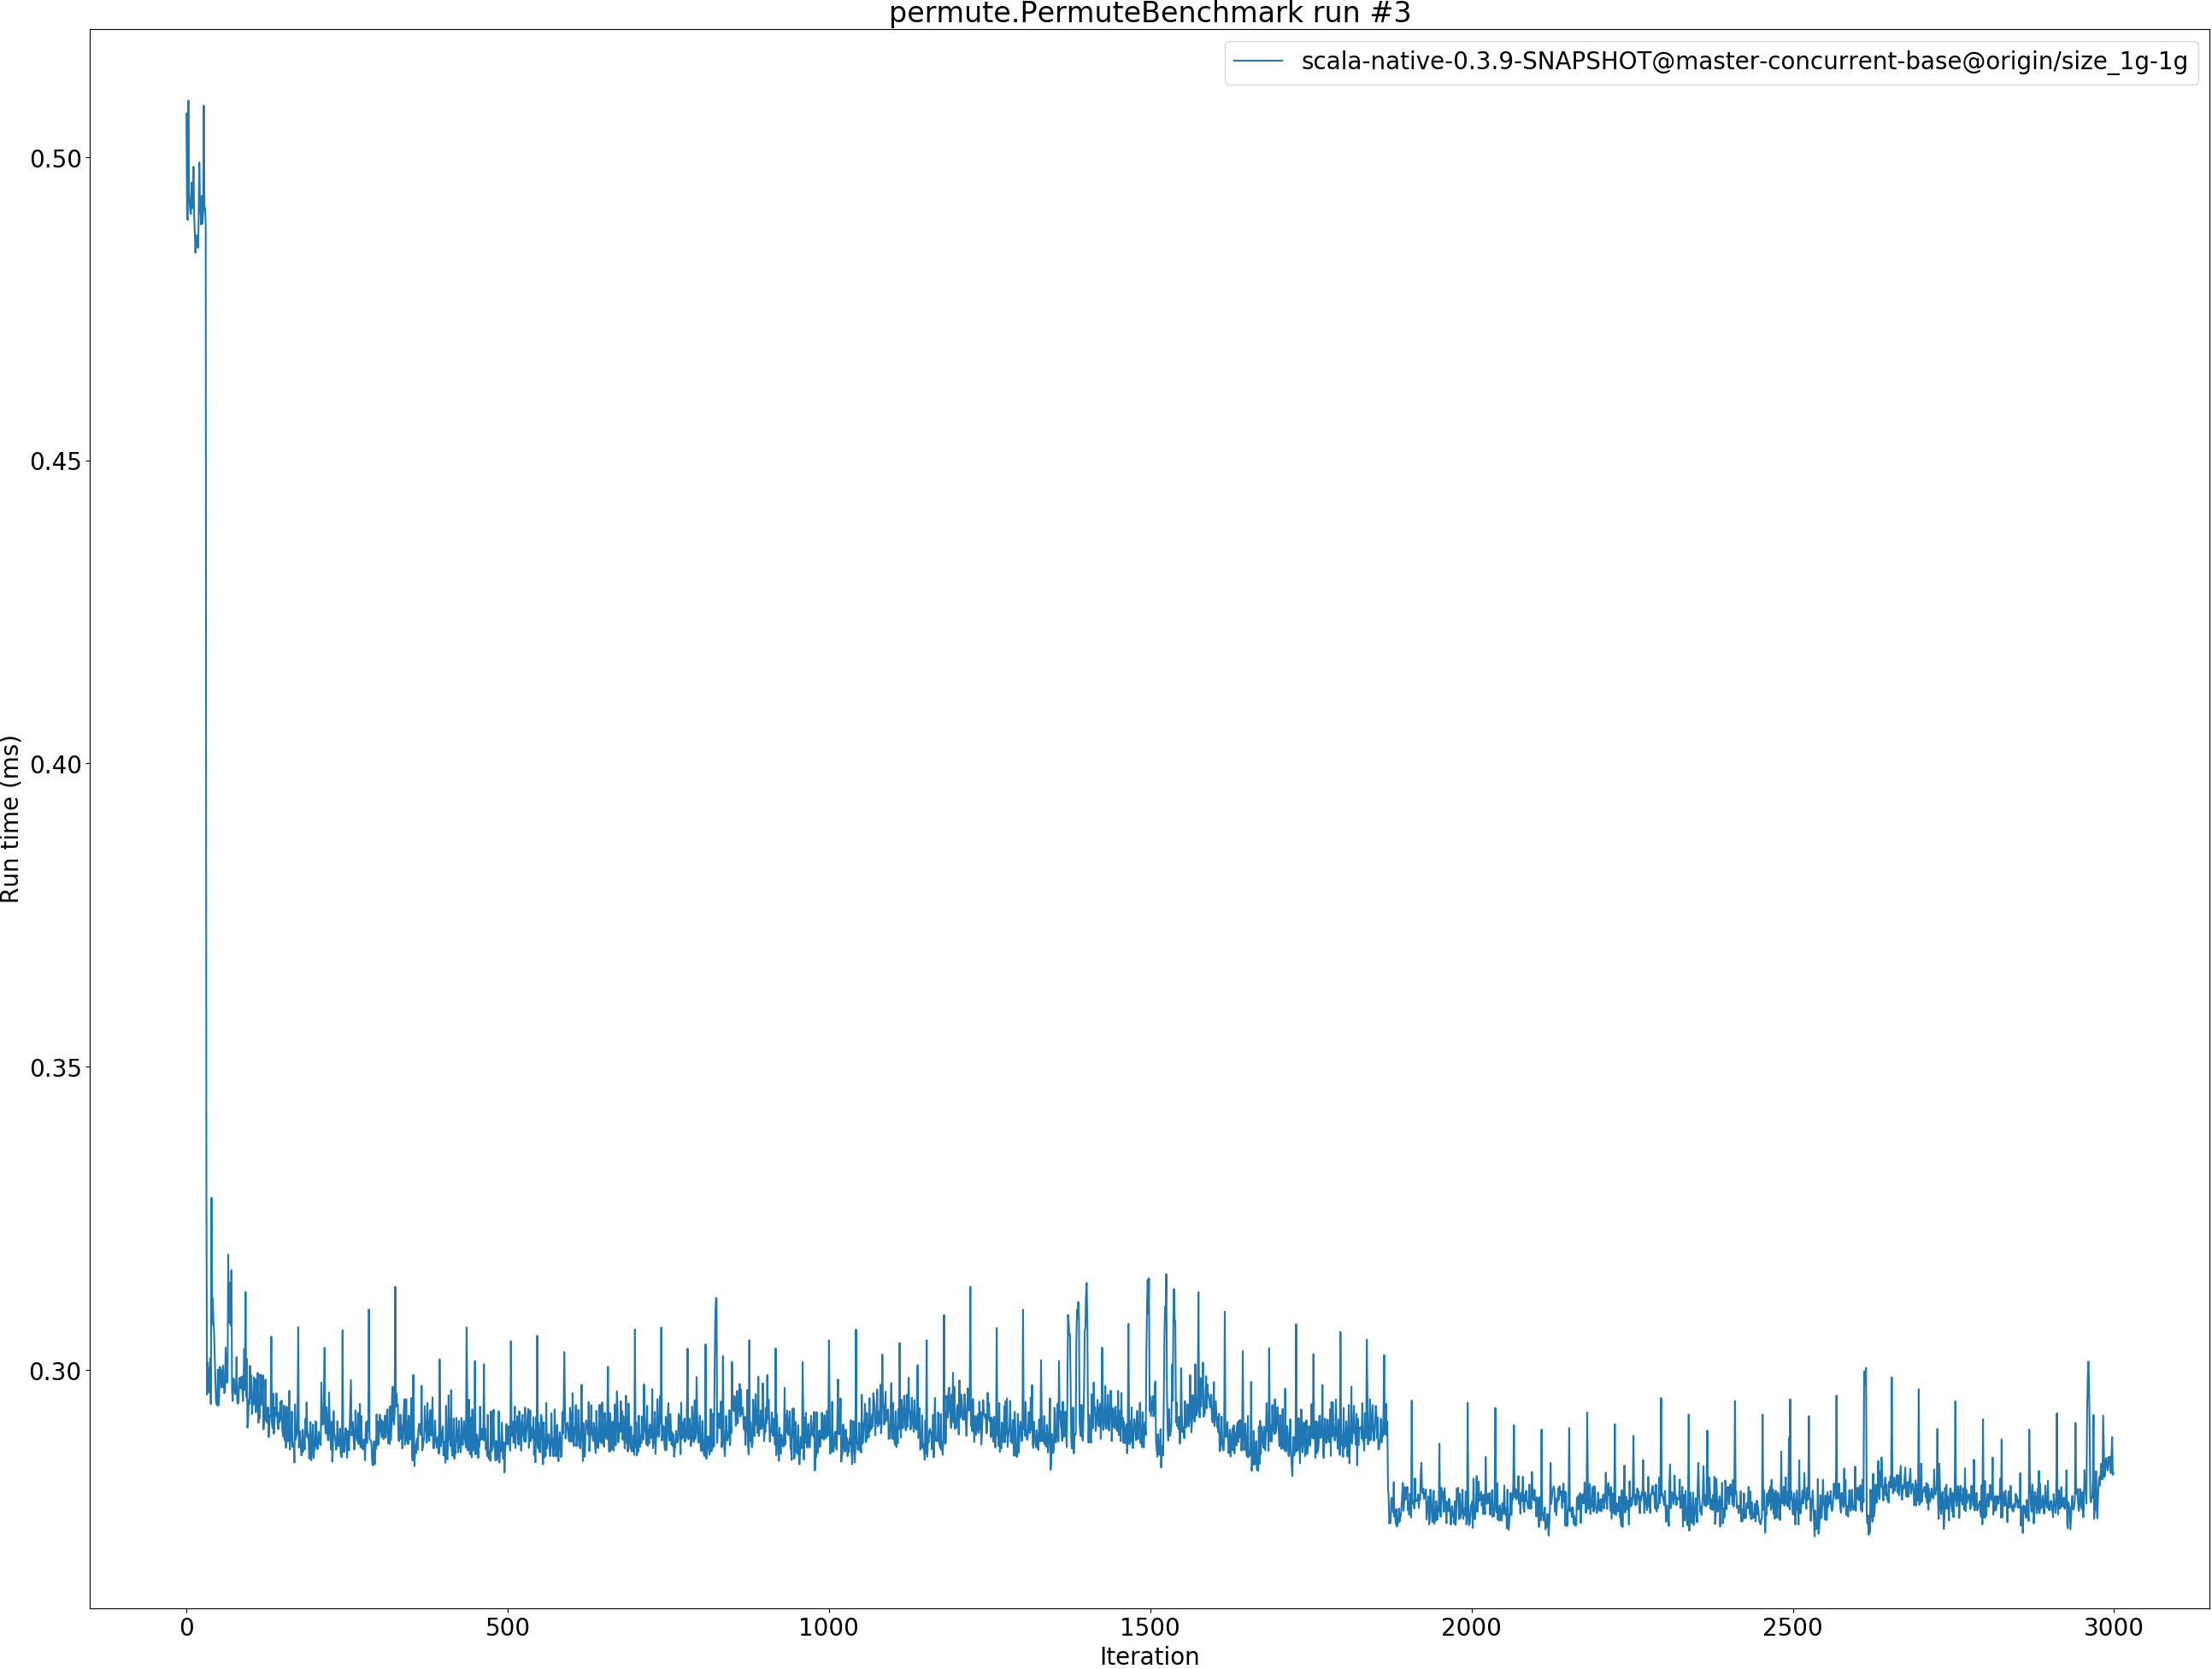 permute.PermuteBenchmark run #3
scala-native-0.3.9-SNAPSHOT@master-concurrent-base@origin/size_1g-1g
0.50
0.45
0.40
0.35
0.30
Run time (ms)
0 500 1000 1500 2000 2500 3000
Iteration